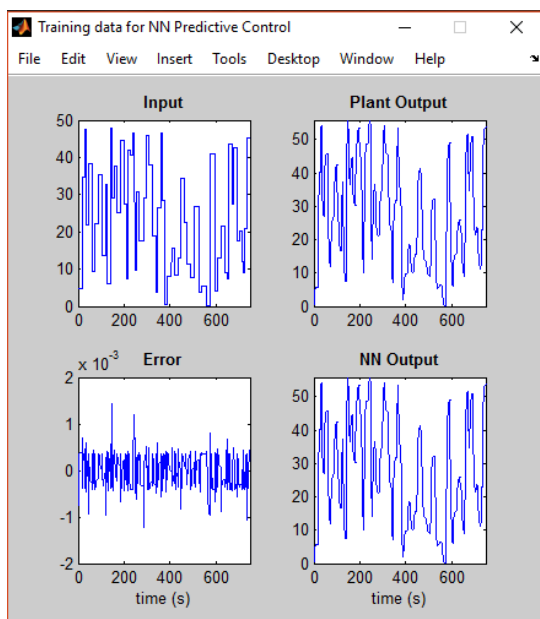 Training data for NN Predictive Control
File Edit View Insert Tools Desktop Window Help
Input
50
40
30
20
10
0
0 200 400 600
Plant Output
50
40
30
20
10
0
0 200 400 600
Error
x 10^-3
2
1
0
-1
-2
0 200 400 600
time (s)
NN Output
50
40
30
20
10
0
0 200 400 600
time (s)